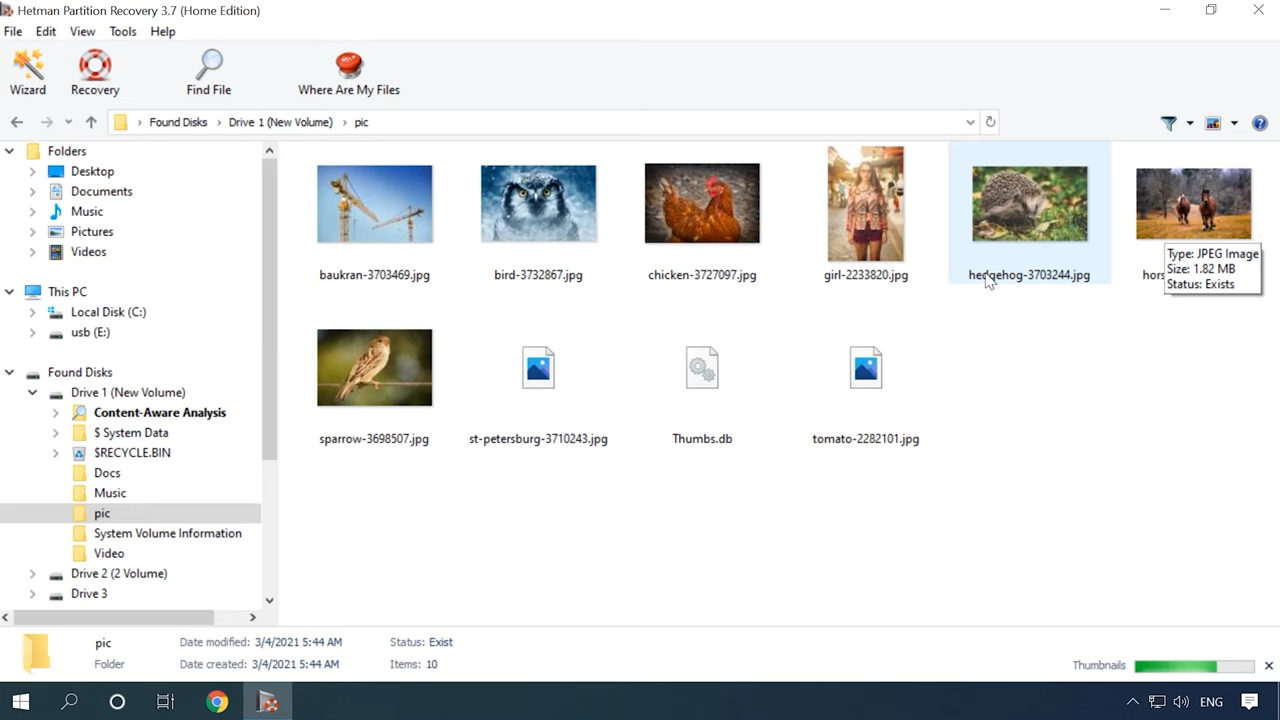 Hetman Partition Recovery 3.7 (Home Edition)
File Edit View Tools Help
Wizard Recovery Find File Where Are My Files
Found Disks Drive 1 (New Volume) pic
Folders
Desktop
Documents
Music
Pictures
Videos
This PC
Local Disk (C:)
usb (E:)
Found Disks
Drive 1 (New Volume)
Content-Aware Analysis
$ System Data
$RECYCLE.BIN
Docs
Music
pic
System Volume Information
Video
Drive 2 (2 Volume)
Drive 3
baukran-3703469.jpg bird-3732867.jpg chicken-3727097.jpg girl-2233820.jpg hedgehog-3703244.jpg
Type: JPEG Image
Size: 1.82 MB
Status: Exists
sparrow-3698507.jpg st-petersburg-3710243.jpg Thumbs.db tomato-2282101.jpg
pic Date modified: 3/4/2021 5:44 AM Status: Exist
Folder Date created: 3/4/2021 5:44 AM Items: 10 Thumbnails
ENG